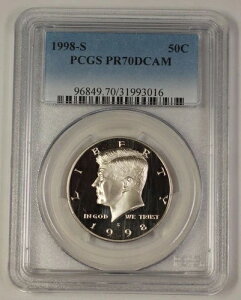 1998-S 50C
PCGS PR70DCAM
96849.70/31993016
LIBERTY
IN GOD WE TRUST
S
1998